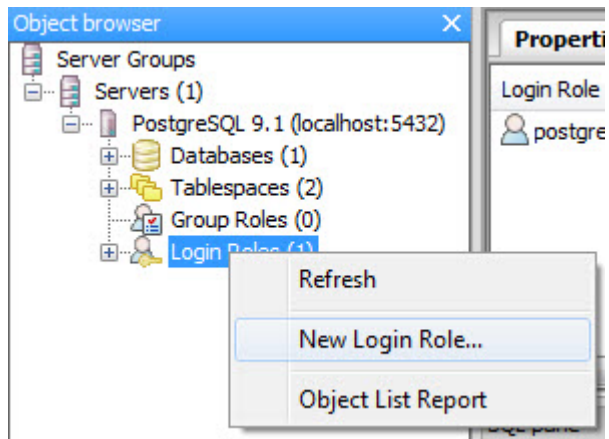 Object browser
Server Groups
Servers (1)
PostgreSQL 9.1 (localhost:5432)
Databases (1)
Tablespaces (2)
Group Roles (0)
Login Roles (1)
Refresh
New Login Role...
Object List Report
Properti
Login Role
postgre
SQL pane